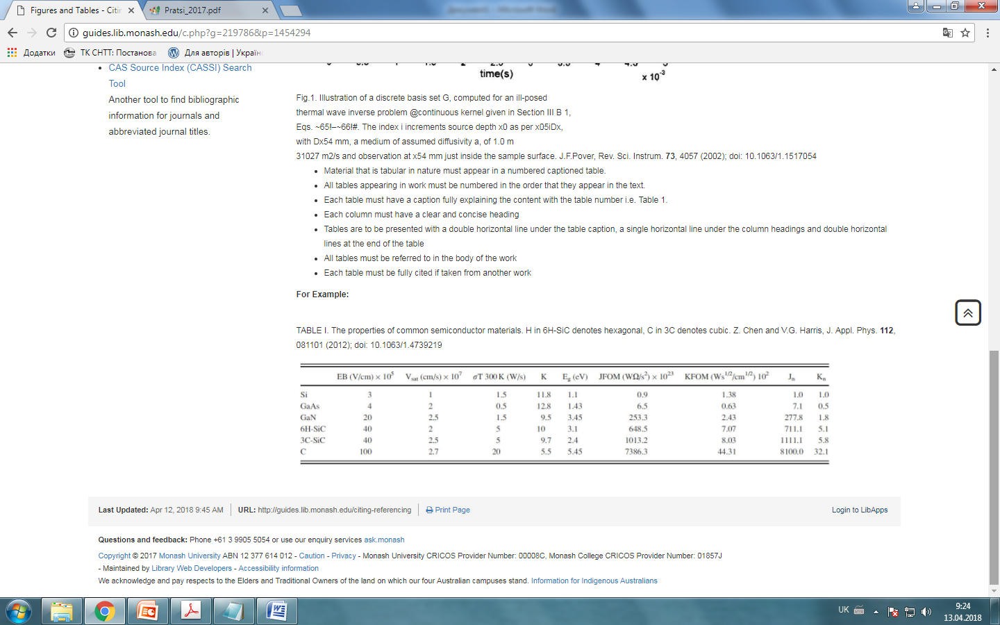 Figures and Tables - Citin
Pratsi_2017.pdf
guides.lib.monash.edu/c.php?g=219786&p=1454294
Додатки
ТК СНТТ: Постанова
Для авторів | Україн
time(s)
x 10-3
CAS Source Index (CASSI) Search
Tool
Another tool to find bibliographic
information for journals and
abbreviated journal titles.
Fig.1. Illustration of a discrete basis set G, computed for an ill-posed
thermal wave inverse problem @continuous kernel given in Section III B 1,
Eqs. ~65!–~66!#. The index i increments source depth x0 as per x05iDx,
with Dx54 mm, a medium of assumed diffusivity a, of 1.0 m
31027 m2/s and observation at x54 mm just inside the sample surface. J.F.Pover, Rev. Sci. Instrum. 73, 4057 (2002); doi: 10.1063/1.1517054
• Material that is tabular in nature must appear in a numbered captioned table.
• All tables appearing in work must be numbered in the order that they appear in the text.
• Each table must have a caption fully explaining the content with the table number i.e. Table 1.
• Each column must have a clear and concise heading
• Tables are to be presented with a double horizontal line under the table caption, a single horizontal line under the column headings and double horizontal
lines at the end of the table
• All tables must be referred to in the body of the work
• Each table must be fully cited if taken from another work
For Example:
TABLE I. The properties of common semiconductor materials. H in 6H-SiC denotes hexagonal, C in 3C denotes cubic. Z. Chen and V.G. Harris, J. Appl. Phys. 112,
081101 (2012); doi: 10.1063/1.4739219
EB (V/cm) × 10⁵ Vsat (cm/s) × 10⁷ σT 300 K (W/s) K Eg (eV) JFOM (WΩ/s²) × 10²³ KFOM (Ws1/2/cm1/2) 10² Jn Kn
Si 3 1 1.5 11.8 1.1 0.9 1.38 1.0 1.0
GaAs 4 2 0.5 12.8 1.43 6.5 0.63 7.1 0.5
GaN 20 2.5 1.5 9.5 3.45 253.3 2.43 277.8 1.8
6H-SiC 40 2 5 10 3.1 648.5 7.07 711.1 5.1
3C-SiC 40 2.5 5 9.7 2.4 1013.2 8.03 1111.1 5.8
C 100 2.7 20 5.5 5.45 7386.3 44.31 8100.0 32.1
Last Updated: Apr 12, 2018 9:45 AM URL: http://guides.lib.monash.edu/citing-referencing Print Page Login to LibApps
Questions and feedback: Phone +61 3 9905 5054 or use our enquiry services ask.monash
Copyright © 2017 Monash University ABN 12 377 614 012 - Caution - Privacy - Monash University CRICOS Provider Number: 00008C, Monash College CRICOS Provider Number: 01857J
- Maintained by Library Web Developers - Accessibility information
We acknowledge and pay respects to the Elders and Traditional Owners of the land on which our four Australian campuses stand. Information for Indigenous Australians
UK
9:24
13.04.2018